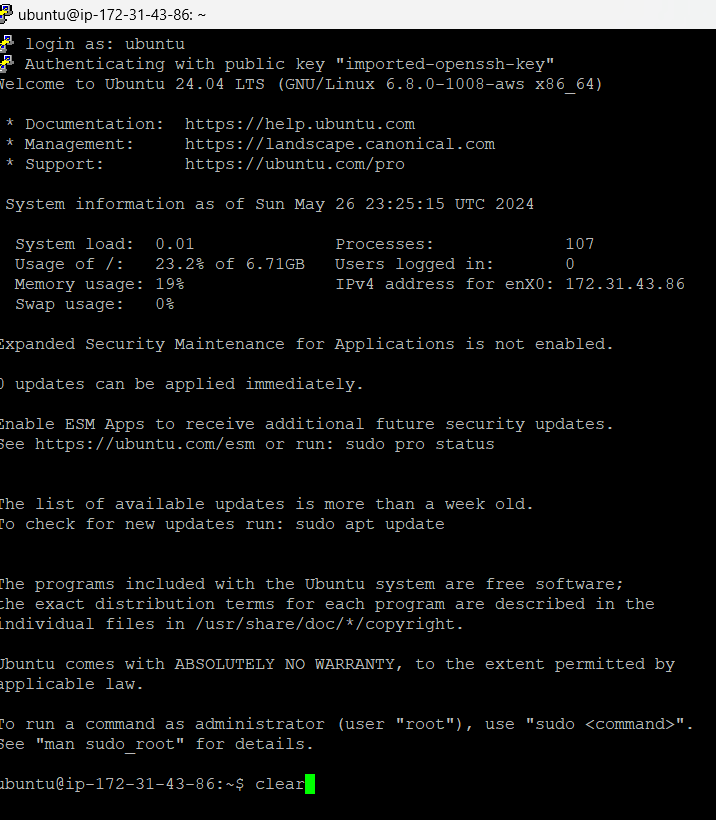 ubuntu@ip-172-31-43-86: ~
login as: ubuntu
Authenticating with public key "imported-openssh-key"
Welcome to Ubuntu 24.04 LTS (GNU/Linux 6.8.0-1008-aws x86_64)
* Documentation:  https://help.ubuntu.com
* Management:     https://landscape.canonical.com
* Support:        https://ubuntu.com/pro
System information as of Sun May 26 23:25:15 UTC 2024
System load:  0.01              Processes:             107
Usage of /:   23.2% of 6.71GB   Users logged in:       0
Memory usage: 19%               IPv4 address for enX0: 172.31.43.86
Swap usage:   0%
Expanded Security Maintenance for Applications is not enabled.
0 updates can be applied immediately.
Enable ESM Apps to receive additional future security updates.
See https://ubuntu.com/esm or run: sudo pro status
The list of available updates is more than a week old.
To check for new updates run: sudo apt update
The programs included with the Ubuntu system are free software;
the exact distribution terms for each program are described in the
individual files in /usr/share/doc/*/copyright.
Ubuntu comes with ABSOLUTELY NO WARRANTY, to the extent permitted by
applicable law.
To run a command as administrator (user "root"), use "sudo <command>".
See "man sudo_root" for details.
ubuntu@ip-172-31-43-86:~$ clear